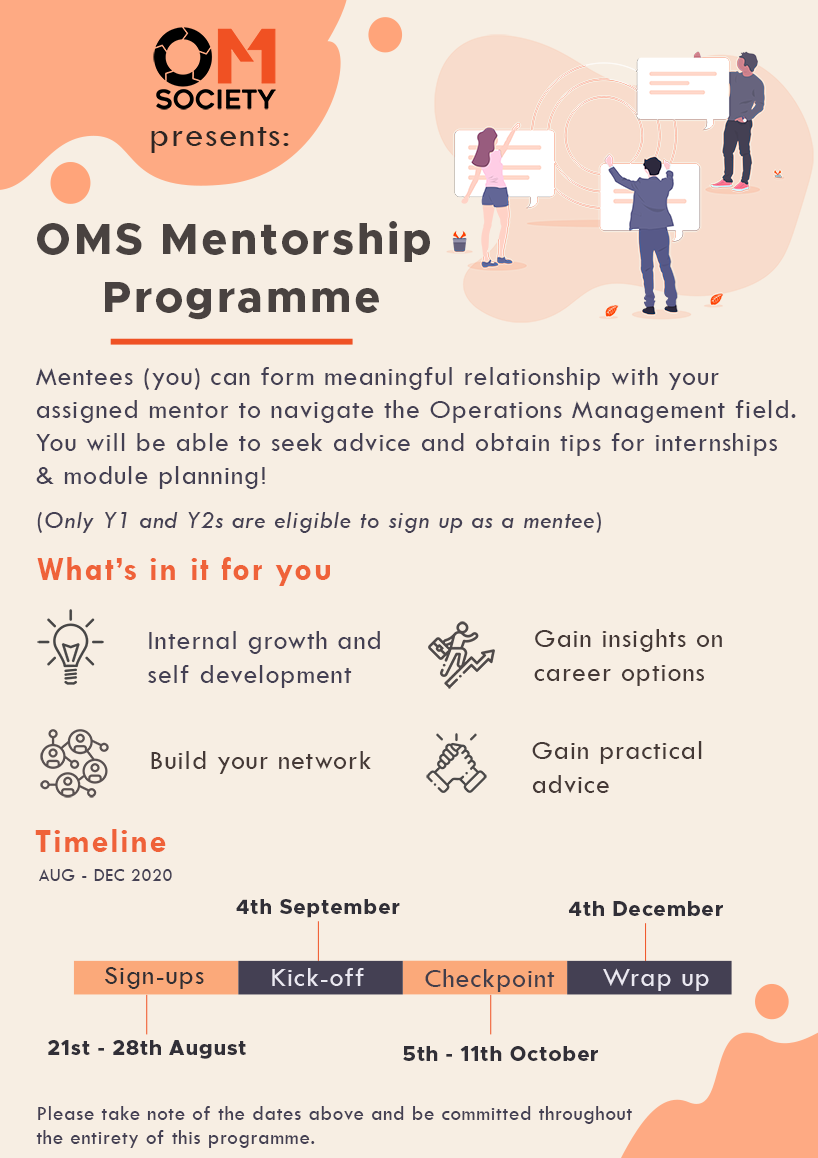 OM
SOCIETY
presents:
OMS Mentorship
Programme
Mentees (you) can form meaningful relationship with your
assigned mentor to navigate the Operations Management field.
You will be able to seek advice and obtain tips for internships
& module planning!
(Only Y1 and Y2s are eligible to sign up as a mentee)
What's in it for you
Internal growth and
self development
Gain insights on
career options
Build your network
Gain practical
advice
Timeline
AUG - DEC 2020
4th September
4th December
Sign-ups
Kick-off
Checkpoint
Wrap up
21st - 28th August
5th - 11th October
Please take note of the dates above and be committed throughout
the entirety of this programme.